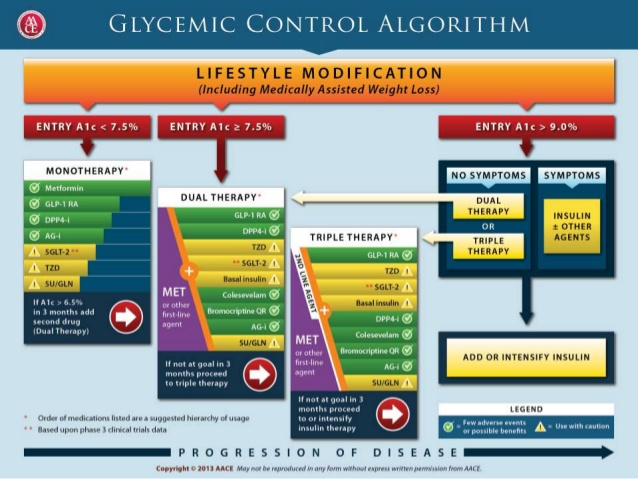 AACE
GLYCEMIC CONTROL ALGORITHM
LIFESTYLE MODIFICATION
(Including Medically Assisted Weight Loss)
ENTRY A1c < 7.5%
ENTRY A1c ≥ 7.5%
ENTRY A1c > 9.0%
MONOTHERAPY*
Metformin
GLP-1 RA
DPP4-i
AG-i
SGLT-2 **
TZD
SU/GLN
If A1c > 6.5%
in 3 months add
second drug
(Dual Therapy)
DUAL THERAPY*
GLP-1 RA
DPP4-i
TZD
** SGLT-2
Basal insulin
Colesevelam
Bromocriptine QR
AG-i
SU/GLN
+
MET
or other
first-line
agent
If not at goal in 3
months proceed
to triple therapy
TRIPLE THERAPY*
GLP-1 RA
TZD
** SGLT-2
Basal insulin
DPP4-i
Colesevelam
Bromocriptine QR
AG-i
SU/GLN
2ND LINE AGENT
+
MET
or other
first-line
agent
If not at goal in 3
months proceed
to or intensify
insulin therapy
NO SYMPTOMS
DUAL
THERAPY
OR
TRIPLE
THERAPY
SYMPTOMS
INSULIN
± OTHER
AGENTS
ADD OR INTENSIFY INSULIN
LEGEND
= Few adverse events
or possible benefits
= Use with caution
* Order of medications listed are a suggested hierarchy of usage
** Based upon phase 3 clinical trials data
PROGRESSION OF DISEASE
Copyright © 2013 AACE May not be reproduced in any form without express written permission from AACE.